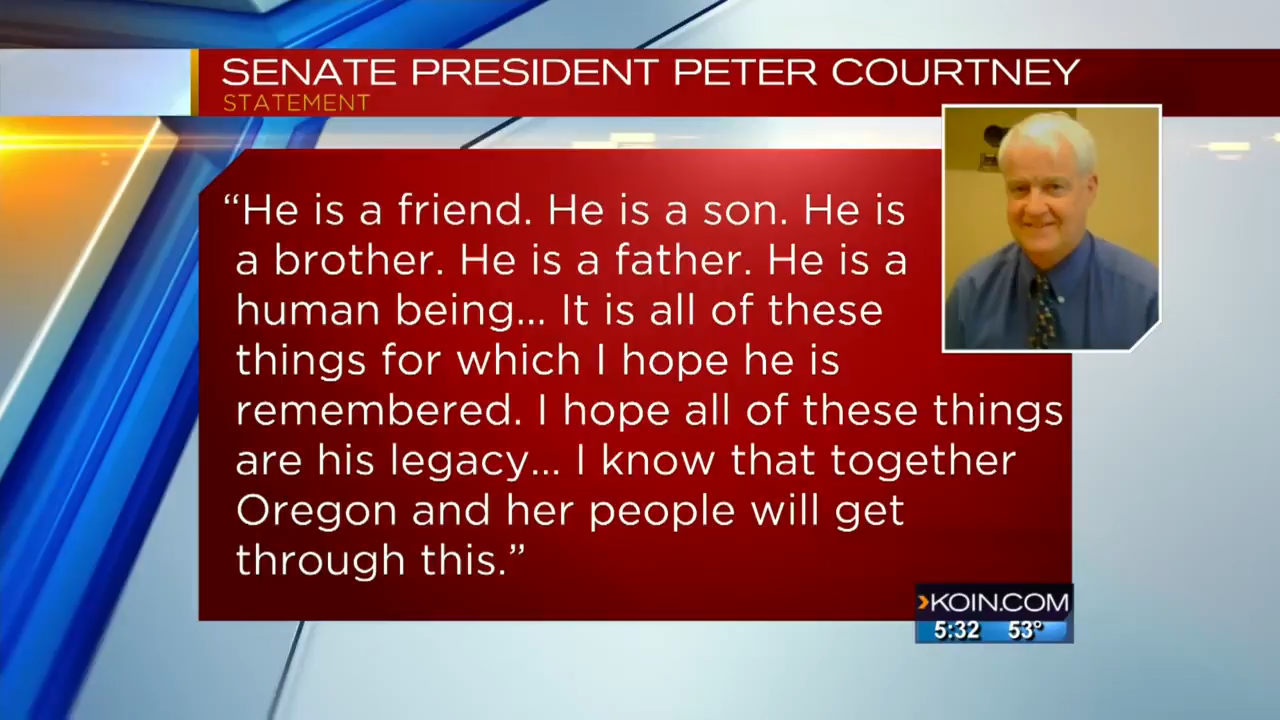 SENATE PRESIDENT PETER COURTNEY
STATEMENT
“He is a friend. He is a son. He is
a brother. He is a father. He is a
human being... It is all of these
things for which I hope he is
remembered. I hope all of these things
are his legacy... I know that together
Oregon and her people will get
through this.”
KOIN.COM
5:32 53°